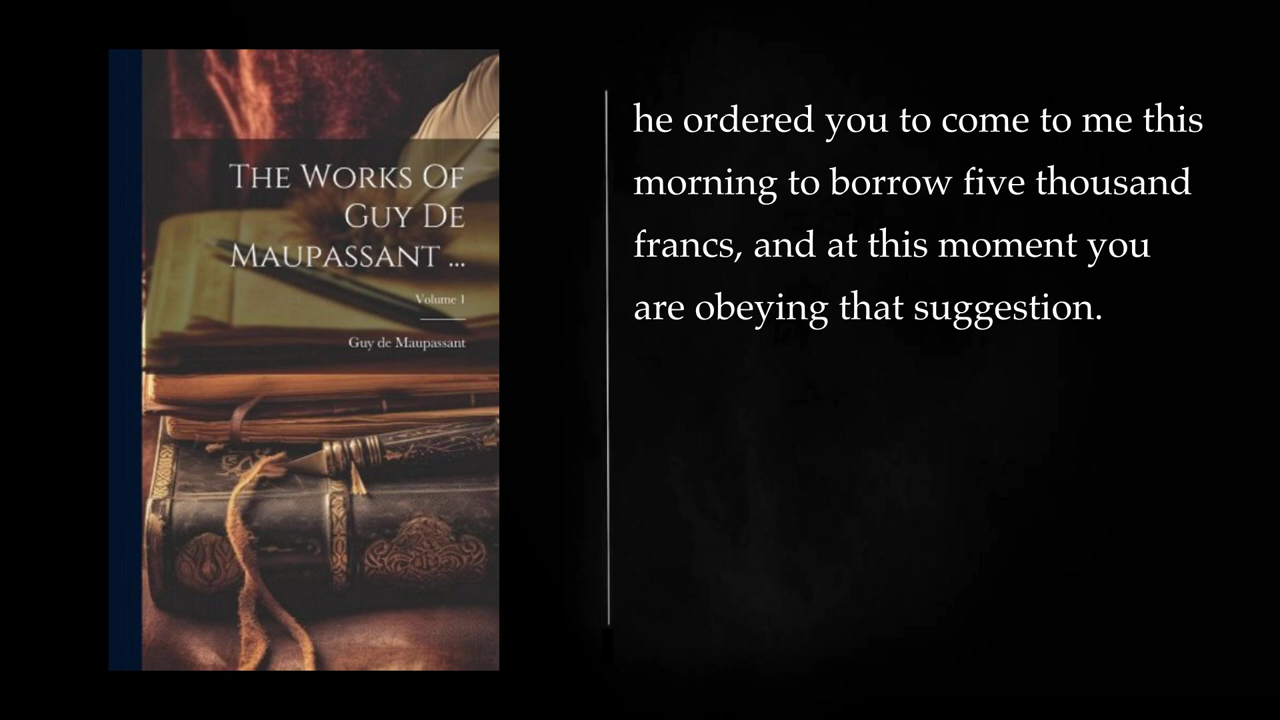 The Works Of
Guy De
Maupassant ...
Volume 1
Guy de Maupassant
he ordered you to come to me this
morning to borrow five thousand
francs, and at this moment you
are obeying that suggestion.